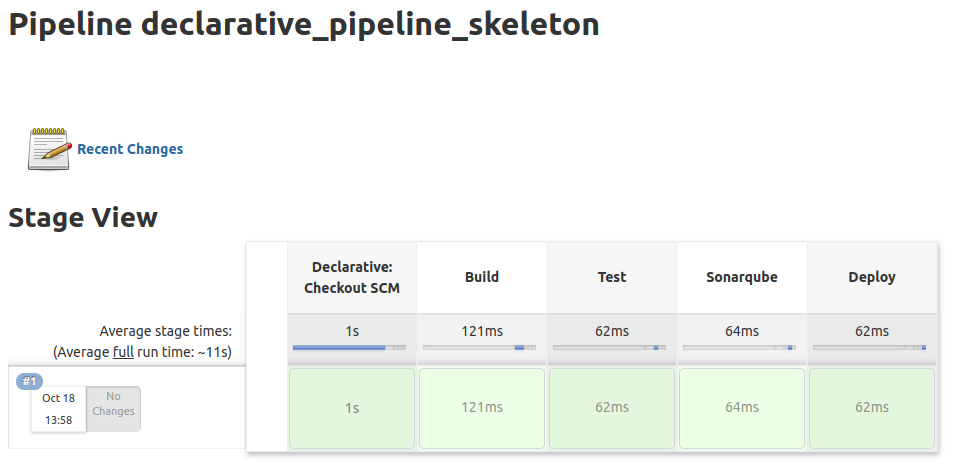 Pipeline declarative_pipeline_skeleton
Recent Changes
Stage View
Declarative:
Checkout SCM
Build
Test
Sonarqube
Deploy
Average stage times:
(Average full run time: ~11s)
1s
121ms
62ms
64ms
62ms
#1
Oct 18
13:58
No
Changes
1s
121ms
62ms
64ms
62ms